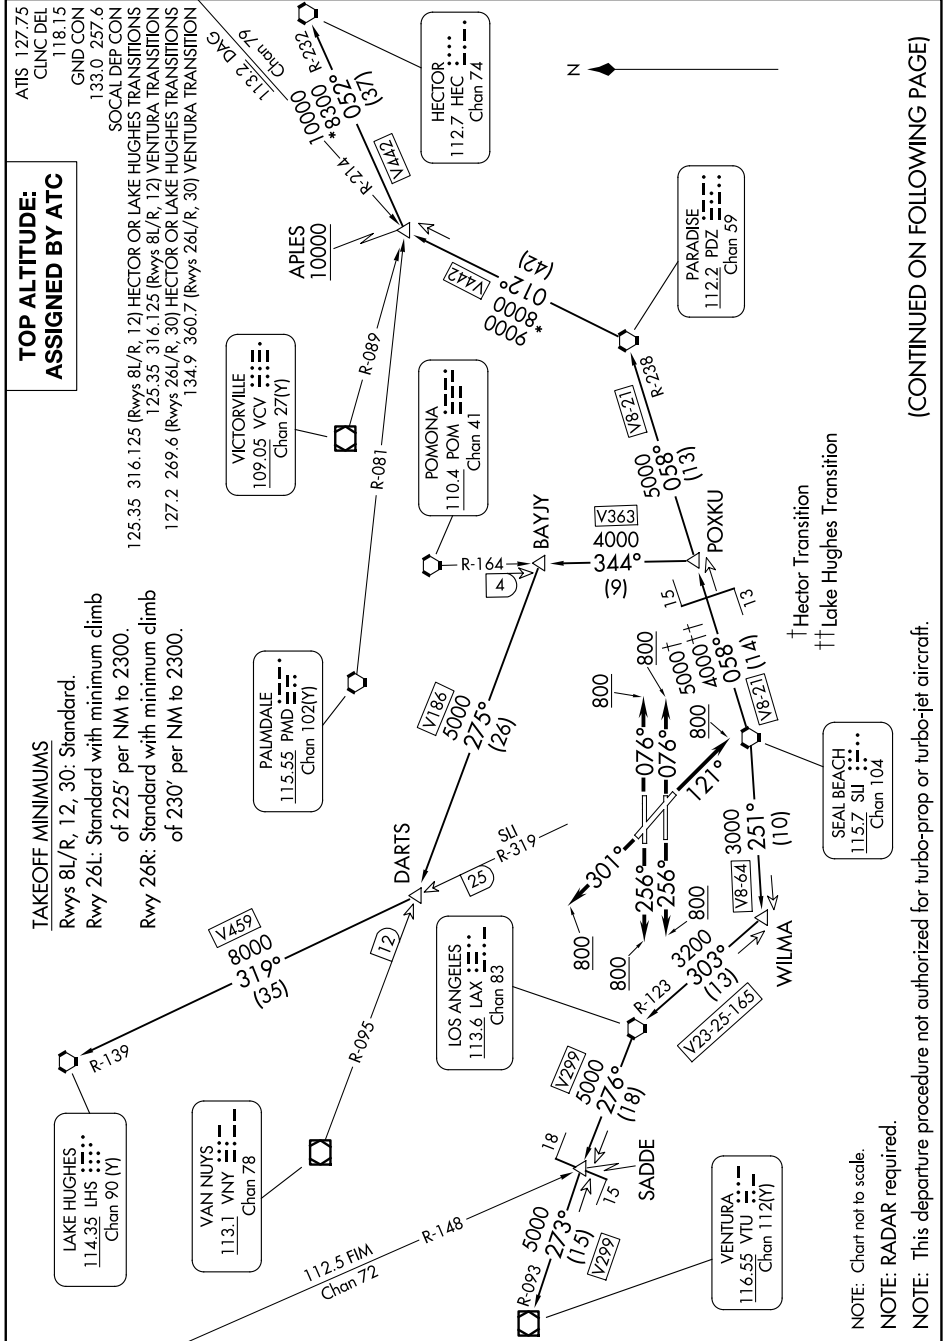 TOP ALTITUDE:
ASSIGNED BY ATC
ATIS 127.75
CLNC DEL
118.15
GND CON
133.0 257.6
SOCAL DEP CON
125.35 316.125 (Rwys 8L/R, 12) HECTOR OR LAKE HUGHES TRANSITIONS
125.35 316.125 (Rwys 8L/R, 12) VENTURA TRANSITION
127.2 269.6 (Rwys 26L/R, 30) HECTOR OR LAKE HUGHES TRANSITIONS
134.9 360.7 (Rwys 26L/R, 30) VENTURA TRANSITION
TAKEOFF MINIMUMS
Rwys 8L/R, 12, 30: Standard.
Rwy 26L: Standard with minimum climb
of 225' per NM to 2300.
Rwy 26R: Standard with minimum climb
of 230' per NM to 2300.
LAKE HUGHES
114.35 LHS
Chan 90 (Y)
R-139
V459
8000
319°
(35)
VAN NUYS
113.1 VNY
Chan 78
R-095
12
DARTS
25
SLI
R-319
PALMDALE
115.55 PMD
Chan 102(Y)
R-081
VICTORVILLE
109.05 VCV
Chan 27(Y)
R-089
APLES
10000
113.2 DAG
Chan 79
R-214
R-232
10000
*8300
052°
(37)
V442
HECTOR
112.7 HEC
Chan 74
N
V442
9000
*8000
012°
(42)
POMONA
110.4 POM
Chan 41
R-164
4
BAYJY
V186
5000
275°
(26)
V363
4000
344°
(9)
POXKU
V8-21
R-238
5000
058°
(13)
PARADISE
112.2 PDZ
Chan 59
15
13
5000†
4000††
058°
(14)
V8-21
†Hector Transition
††Lake Hughes Transition
800
800
800
076°
076°
121°
301°
256°
256°
800
800
800
SEAL BEACH
115.7 SLI
Chan 104
V8-64
3000
251°
(10)
WILMA
3200
303°
(13)
V23-25-165
R-123
LOS ANGELES
113.6 LAX
Chan 83
V299
5000
276°
(18)
18
15
SADDE
112.5 FIM
Chan 72
R-148
5000
273°
(15)
V299
R-093
VENTURA
116.55 VTU
Chan 112(Y)
NOTE: Chart not to scale.
NOTE: RADAR required.
NOTE: This departure procedure not authorized for turbo-prop or turbo-jet aircraft.
(CONTINUED ON FOLLOWING PAGE)